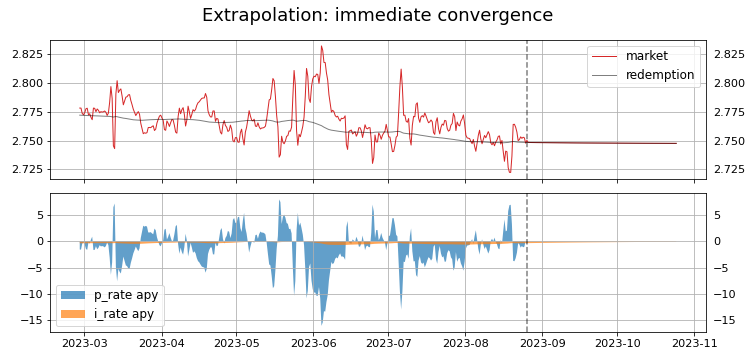 Extrapolation: immediate convergence
2.825 2.825
2.800 2.800
2.775 2.775
2.750 2.750
2.725 2.725
market
redemption
5 5
0 0
−5 −5
−10 −10
−15 −15
p_rate apy
i_rate apy
2023-03 2023-04 2023-05 2023-06 2023-07 2023-08 2023-09 2023-10 2023-11